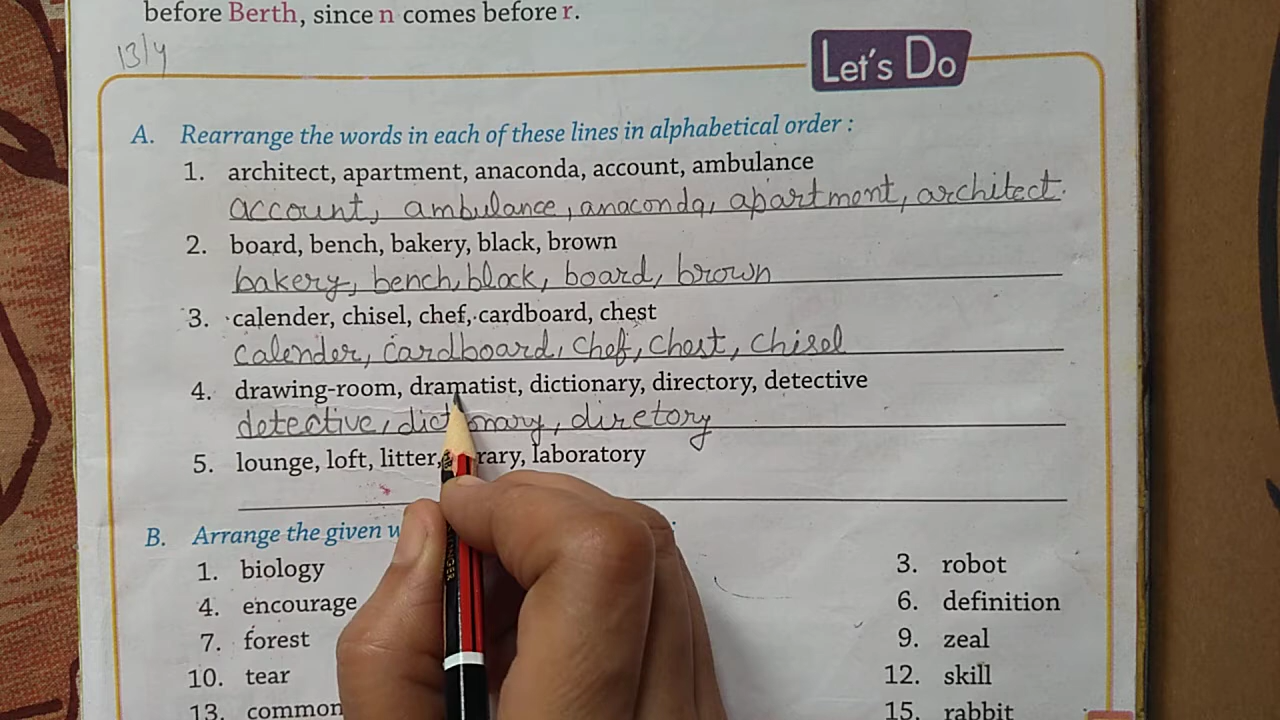 before Berth, since n comes before r.
13/4
Let's Do
A. Rearrange the words in each of these lines in alphabetical order :
1. architect, apartment, anaconda, account, ambulance
account, ambulance, anaconda, apartment, architect.
2. board, bench, bakery, black, brown
bakery, bench, black, board, brown
3. calender, chisel, chef, cardboard, chest
calender, cardboard, chef, chest, chisel
4. drawing-room, dramatist, dictionary, directory, detective
detective, dictionary, diretory
5. lounge, loft, litter, rary, laboratory
B. Arrange the given w
1. biology 3. robot
4. encourage 6. definition
7. forest 9. zeal
10. tear 12. skill
13. common 15. rabbit